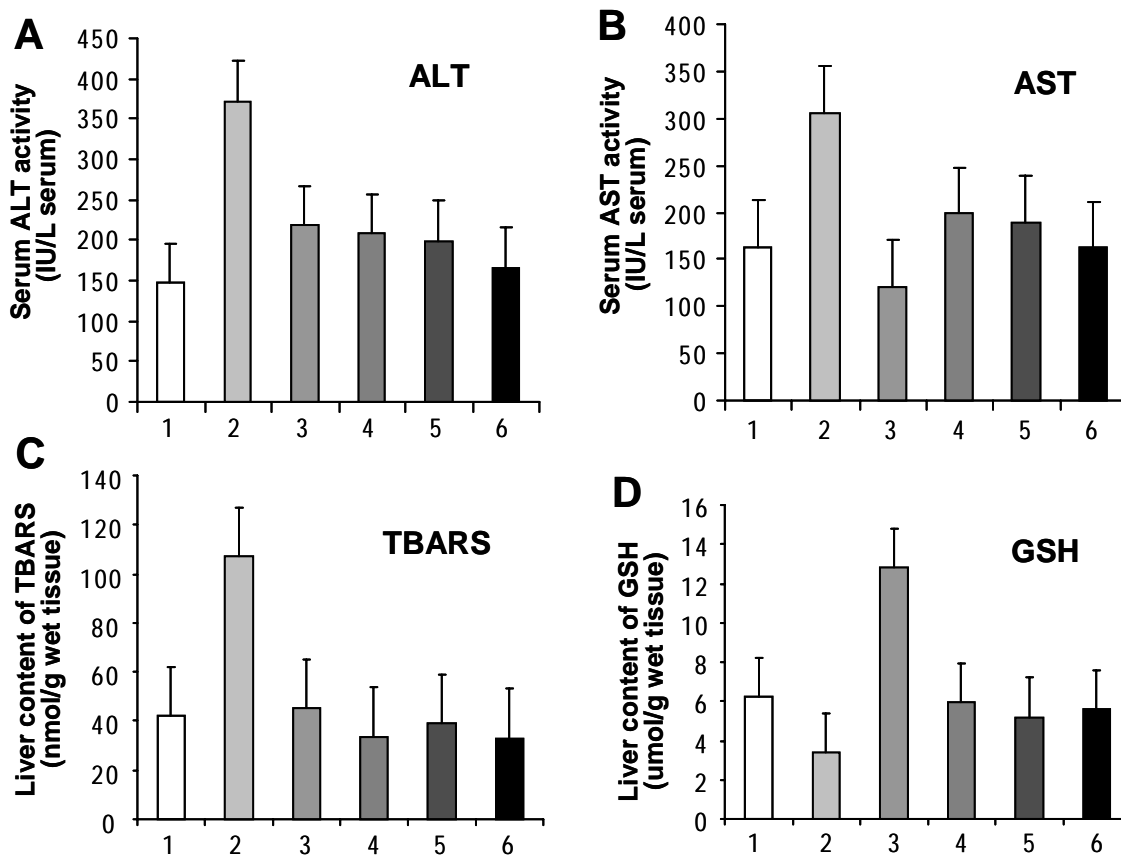 A
ALT
Serum ALT activity
(IU/L serum)
450
400
350
300
250
200
150
100
50
0
1 2 3 4 5 6
B
AST
Serum AST activity
(IU/L serum)
400
350
300
250
200
150
100
50
0
1 2 3 4 5 6
C
TBARS
Liver content of TBARS
(nmol/g wet tissue)
140
120
100
80
60
40
20
0
1 2 3 4 5 6
D
GSH
Liver content of GSH
(umol/g wet tissue)
16
14
12
10
8
6
4
2
0
1 2 3 4 5 6